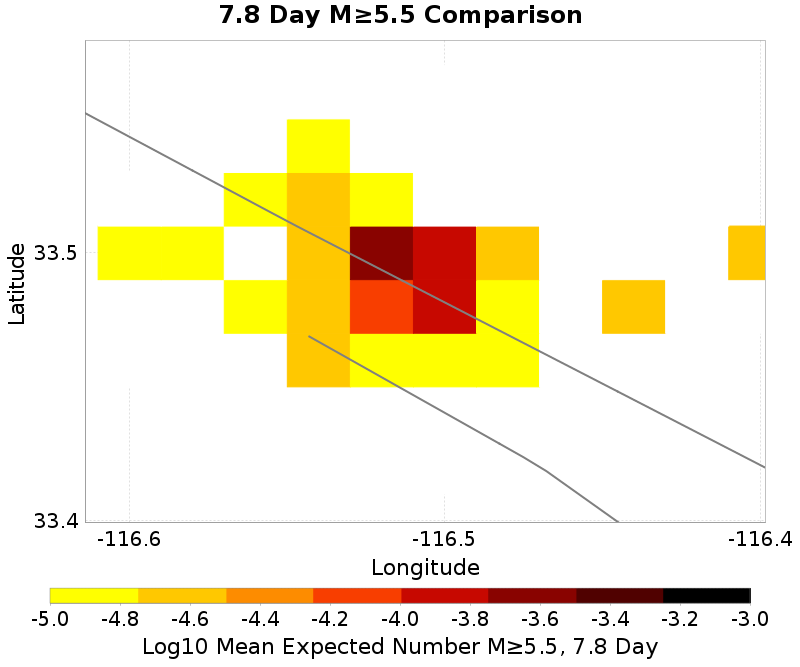 7.8 Day M≥5.5 Comparison
Latitude
33.5
33.4
-116.6 -116.5 -116.4
Longitude
-5.0 -4.8 -4.6 -4.4 -4.2 -4.0 -3.8 -3.6 -3.4 -3.2 -3.0
Log10 Mean Expected Number M≥5.5, 7.8 Day